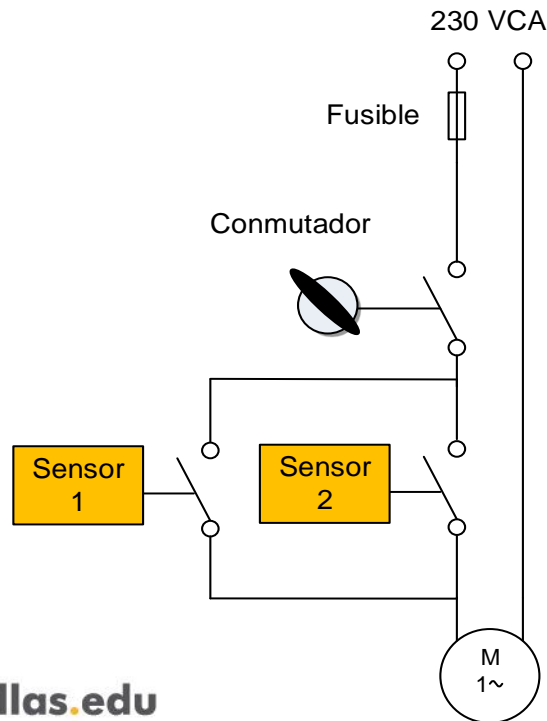 230 VCA
Fusible
Conmutador
Sensor
1
Sensor
2
M
1~
llas.edu